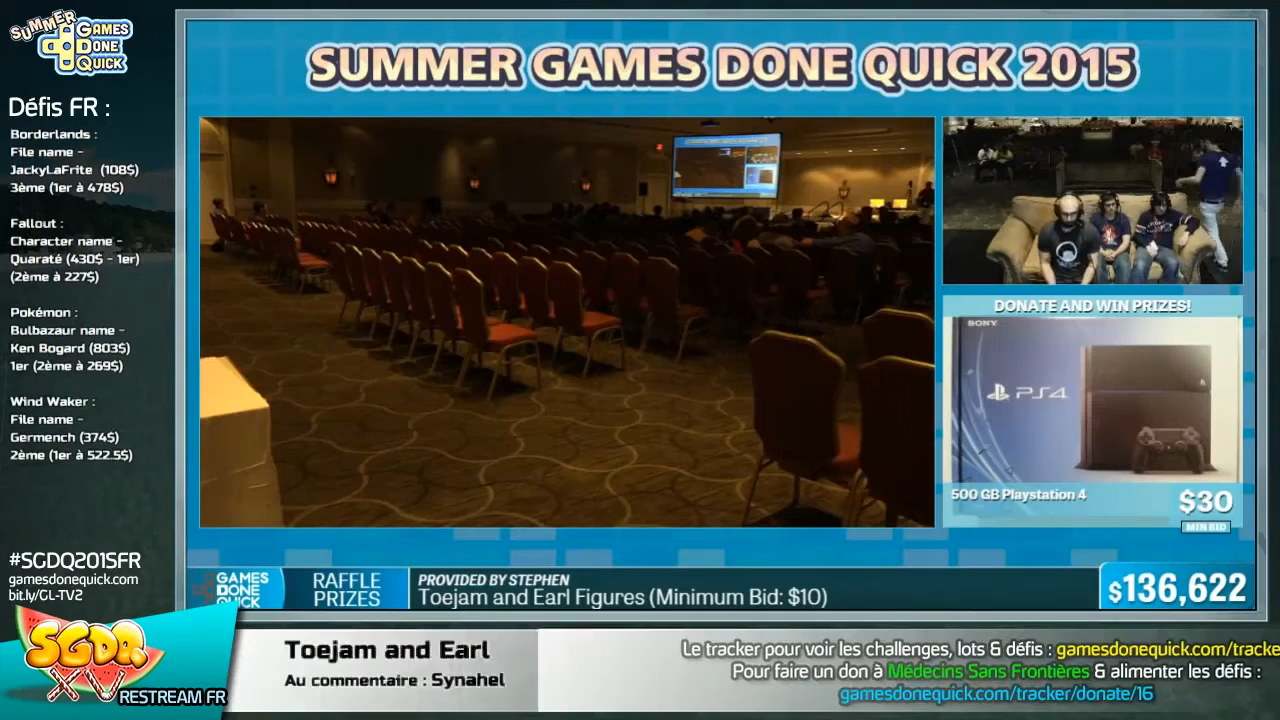 SUMMER
GAMES
DONE
QUICK
Défis FR :
Borderlands :
File name -
JackyLaFrite (108$)
3ème (1er à 478$)
Fallout :
Character name -
Quaraté (430$ - 1er)
(2ème à 227$)
Pokémon :
Bulbazaur name -
Ken Bogard (803$)
1er (2ème à 269$)
Wind Waker :
File name -
Germench (374$)
2ème (1er à 522.5$)
#SGDQ2015FR
gamesdonequick.com
bit.ly/GL-TV2
SUMMER GAMES DONE QUICK 2015
DONATE AND WIN PRIZES!
SONY
PS4
500 GB Playstation 4
$30
MIN BID
GAMES
DONE
QUICK
RAFFLE
PRIZES
PROVIDED BY STEPHEN
Toejam and Earl Figures (Minimum Bid: $10)
$136,622
SGDQ
XV
RESTREAM FR
Toejam and Earl
Au commentaire : Synahel
Le tracker pour voir les challenges, lots & défis : gamesdonequick.com/tracke
Pour faire un don à Médecins Sans Frontières & alimenter les défis :
gamesdonequick.com/tracker/donate/16